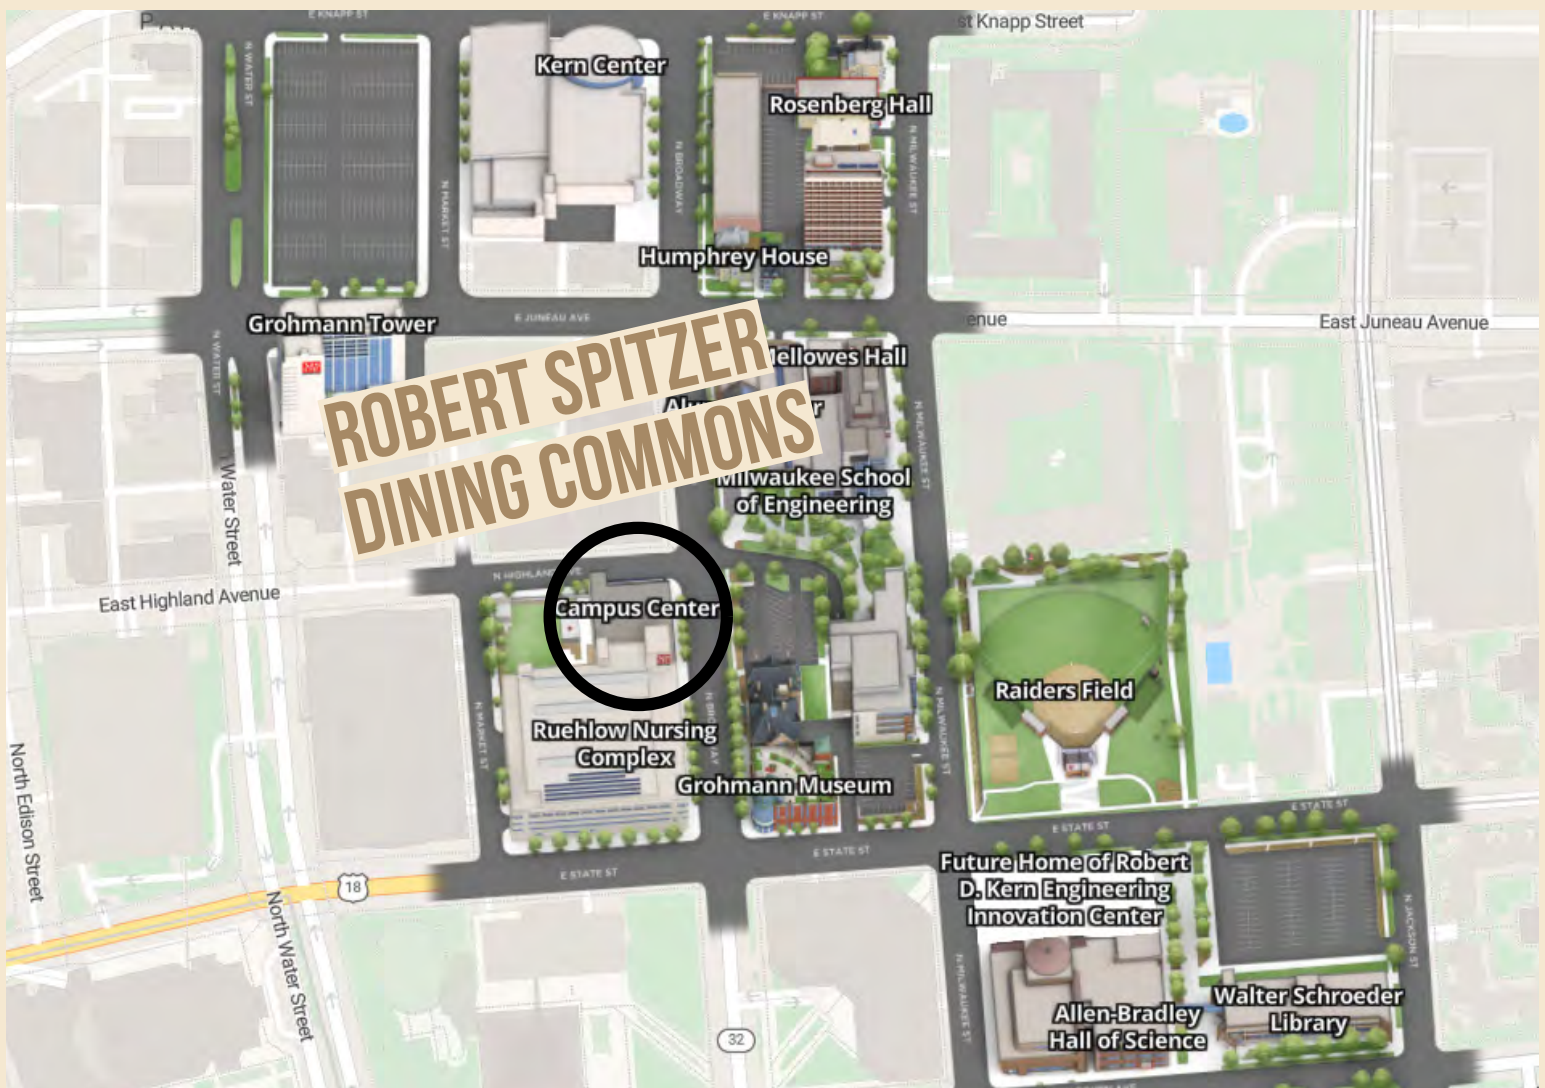 E KNAPP ST
E KNAPP ST
st Knapp Street
Kern Center
Rosenberg Hall
N WATER ST
N MARKET ST
N BROADWAY
N MILWAUKEE ST
Humphrey House
Grohmann Tower
E JUNEAU AVE
enue
East Juneau Avenue
N WATER ST
ROBERT SPITZER
DINING COMMONS
ellowes Hall
N MILWAUKEE ST
Milwaukee School
of Engineering
Water Street
N HIGHLAND AVE
East Highland Avenue
Campus Center
Raiders Field
N MARKET ST
N MILWAUKEE ST
Ruehlow Nursing
Complex
Grohmann Museum
North Edison Street
E STATE ST
E STATE ST
E STATE ST
E STATE ST
18
Future Home of Robert
D. Kern Engineering
Innovation Center
North Water Street
N MILWAUKEE ST
N JACKSON ST
Allen-Bradley
Hall of Science
Walter Schroeder
Library
32